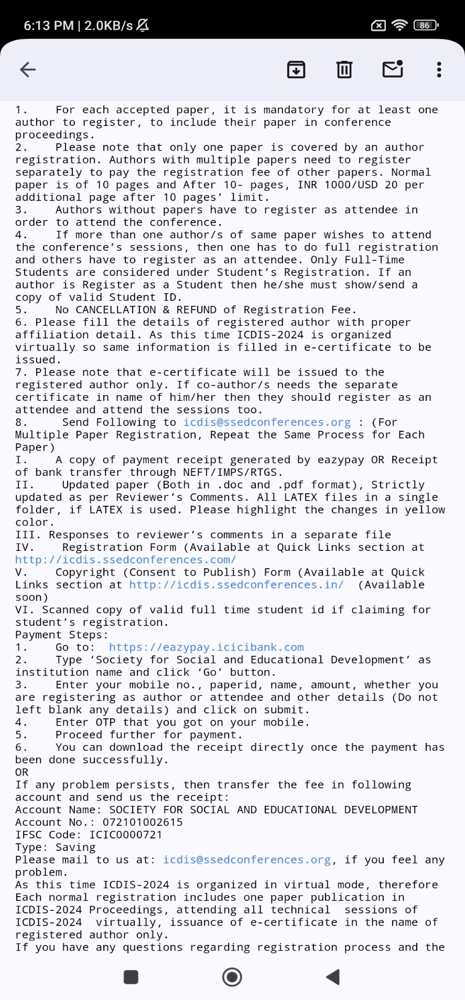 6:13 PM | 2.0KB/s
86
1.    For each accepted paper, it is mandatory for at least one
author to register, to include their paper in conference
proceedings.
2.    Please note that only one paper is covered by an author
registration. Authors with multiple papers need to register
separately to pay the registration fee of other papers. Normal
paper is of 10 pages and After 10- pages, INR 1000/USD 20 per
additional page after 10 pages’ limit.
3.    Authors without papers have to register as attendee in
order to attend the conference.
4.    If more than one author/s of same paper wishes to attend
the conference’s sessions, then one has to do full registration
and others have to register as an attendee. Only Full-Time
Students are considered under Student’s Registration. If an
author is Register as a Student then he/she must show/send a
copy of valid Student ID.
5.    No CANCELLATION & REFUND of Registration Fee.
6. Please fill the details of registered author with proper
affiliation detail. As this time ICDIS-2024 is organized
virtually so same information is filled in e-certificate to be
issued.
7. Please note that e-certificate will be issued to the
registered author only. If co-author/s needs the separate
certificate in name of him/her then they should register as an
attendee and attend the sessions too.
8.     Send Following to icdis@ssedconferences.org : (For
Multiple Paper Registration, Repeat the Same Process for Each
Paper)
I.    A copy of payment receipt generated by eazypay OR Receipt
of bank transfer through NEFT/IMPS/RTGS.
II.    Updated paper (Both in .doc and .pdf format), Strictly
updated as per Reviewer’s Comments. All LATEX files in a single
folder, if LATEX is used. Please highlight the changes in yellow
color.
III. Responses to reviewer’s comments in a separate file
IV.    Registration Form (Available at Quick Links section at
http://icdis.ssedconferences.com/
V.    Copyright (Consent to Publish) Form (Available at Quick
Links section at http://icdis.ssedconferences.in/  (Available
soon)
VI. Scanned copy of valid full time student id if claiming for
student’s registration.
Payment Steps:
1.    Go to:  https://eazypay.icicibank.com
2.    Type ‘Society for Social and Educational Development’ as
institution name and click ‘Go’ button.
3.    Enter your mobile no., paperid, name, amount, whether you
are registering as author or attendee and other details (Do not
left blank any details) and click on submit.
4.    Enter OTP that you got on your mobile.
5.    Proceed further for payment.
6.    You can download the receipt directly once the payment has
been done successfully.
OR
If any problem persists, then transfer the fee in following
account and send us the receipt:
Account Name: SOCIETY FOR SOCIAL AND EDUCATIONAL DEVELOPMENT
Account No.: 072101002615
IFSC Code: ICIC0000721
Type: Saving
Please mail to us at: icdis@ssedconferences.org, if you feel any
problem.
As this time ICDIS-2024 is organized in virtual mode, therefore
Each normal registration includes one paper publication in
ICDIS-2024 Proceedings, attending all technical  sessions of
ICDIS-2024  virtually, issuance of e-certificate in the name of
registered author only.
If you have any questions regarding registration process and the